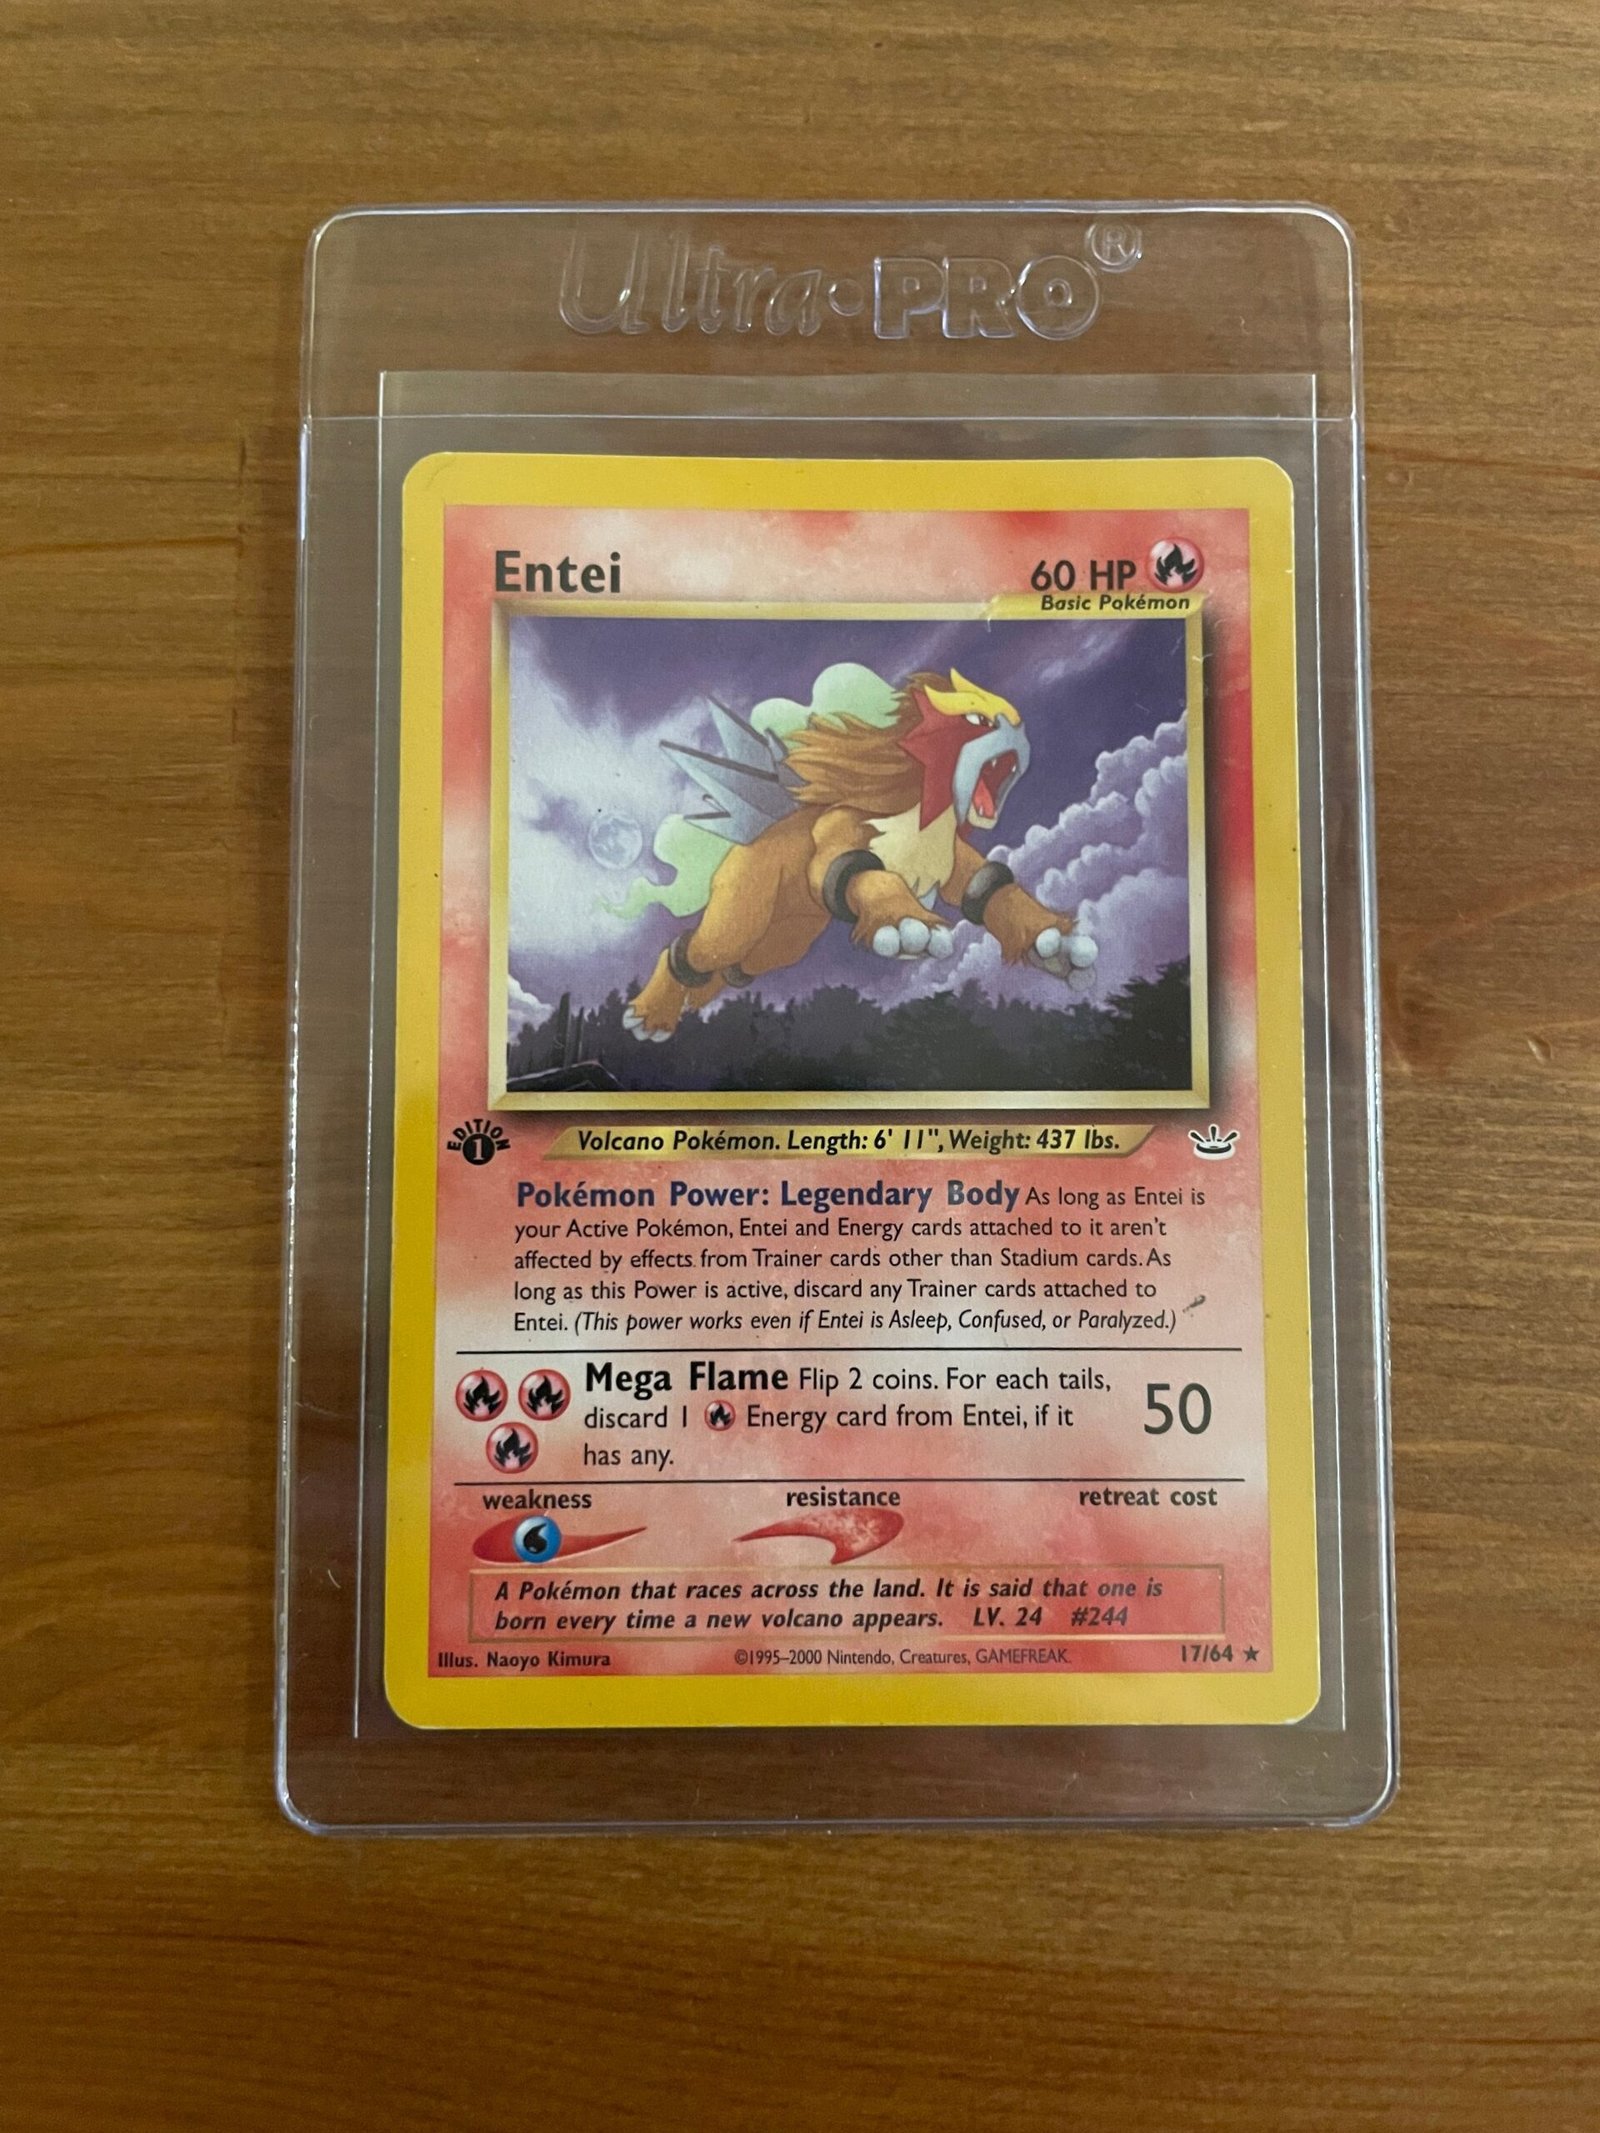 Ultra•PRO®
Entei
60 HP
Basic Pokémon
EDITION
1
Volcano Pokémon. Length: 6' 11", Weight: 437 lbs.
Pokémon Power: Legendary Body As long as Entei is
your Active Pokémon, Entei and Energy cards attached to it aren't
affected by effects from Trainer cards other than Stadium cards. As
long as this Power is active, discard any Trainer cards attached to
Entei. (This power works even if Entei is Asleep, Confused, or Paralyzed.)
Mega Flame Flip 2 coins. For each tails,
discard 1 Energy card from Entei, if it
has any.
50
weakness resistance retreat cost
A Pokémon that races across the land. It is said that one is
born every time a new volcano appears. LV. 24 #244
Illus. Naoyo Kimura ©1995–2000 Nintendo, Creatures, GAMEFREAK. 17/64 ★